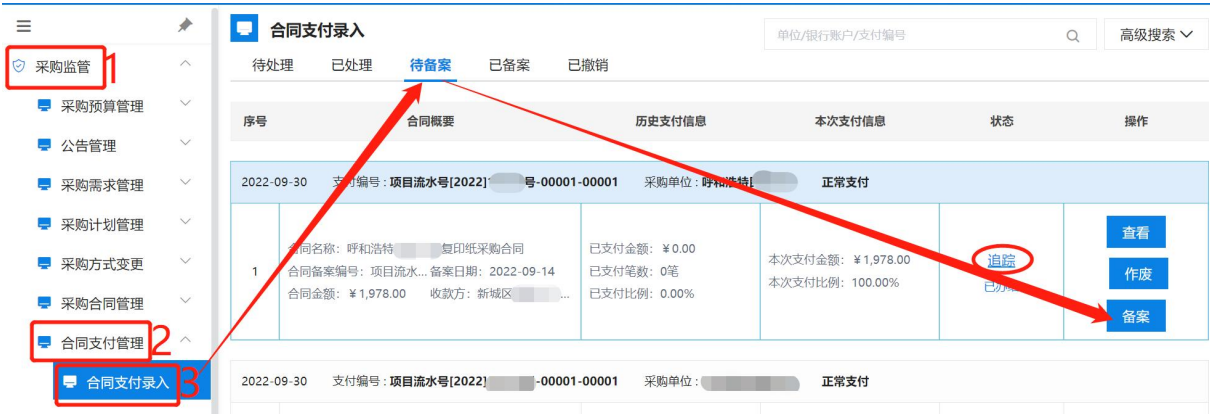 采购监管 1
采购预算管理
公告管理
采购需求管理
采购计划管理
采购方式变更
采购合同管理
合同支付管理 2
合同支付录入 3
合同支付录入
单位/银行账户/支付编号
高级搜索
待处理 已处理 待备案 已备案 已撤销
序号 合同概要 历史支付信息 本次支付信息 状态 操作
2022-09-30 支付编号:项目流水号[2022] 号-00001-00001 采购单位:呼和浩特 正常支付
1
合同名称: 呼和浩特 复印纸采购合同
合同备案编号: 项目流水... 备案日期: 2022-09-14
合同金额: ¥1,978.00 收款方: 新城区 ...
已支付金额: ¥0.00
已支付笔数: 0笔
已支付比例: 0.00%
本次支付金额: ¥1,978.00
本次支付比例: 100.00%
追踪
查看
作废
备案
2022-09-30 支付编号:项目流水号[2022] -00001-00001 采购单位: 正常支付